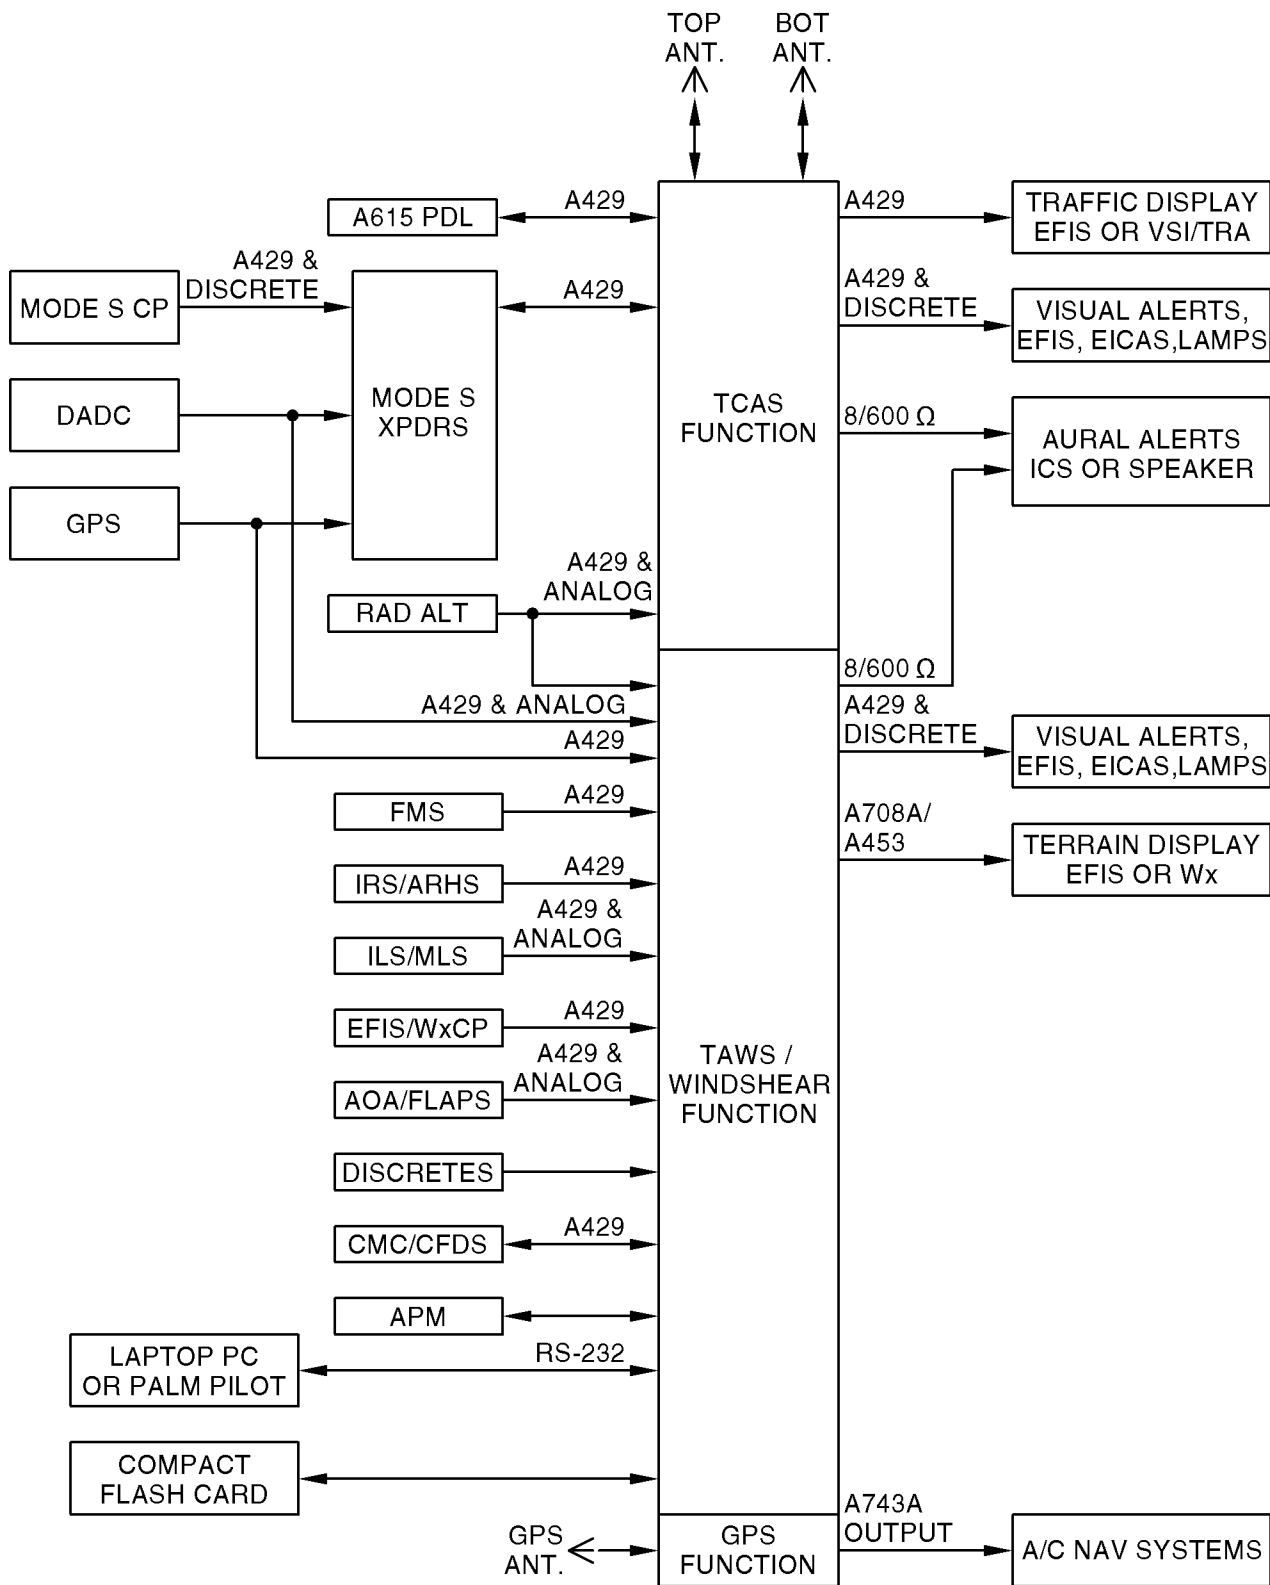 TOP
ANT.
BOT
ANT.
A615 PDL
A429
A429
TRAFFIC DISPLAY
EFIS OR VSI/TRA
A429 &
DISCRETE
MODE S CP
A429
MODE S
XPDRS
A429 &
DISCRETE
VISUAL ALERTS,
EFIS, EICAS,LAMPS
DADC
TCAS
FUNCTION
8/600 Ω
AURAL ALERTS
ICS OR SPEAKER
GPS
A429 &
ANALOG
RAD ALT
8/600 Ω
A429 & ANALOG
A429
A429 &
DISCRETE
VISUAL ALERTS,
EFIS, EICAS,LAMPS
FMS
A429
A708A/
A453
TERRAIN DISPLAY
EFIS OR Wx
IRS/ARHS
A429
A429 &
ANALOG
ILS/MLS
EFIS/WxCP
A429
TAWS /
WINDSHEAR
FUNCTION
A429 &
ANALOG
AOA/FLAPS
DISCRETES
CMC/CFDS
A429
APM
LAPTOP PC
OR PALM PILOT
RS-232
COMPACT
FLASH CARD
GPS
ANT.
GPS
FUNCTION
A743A
OUTPUT
A/C NAV SYSTEMS